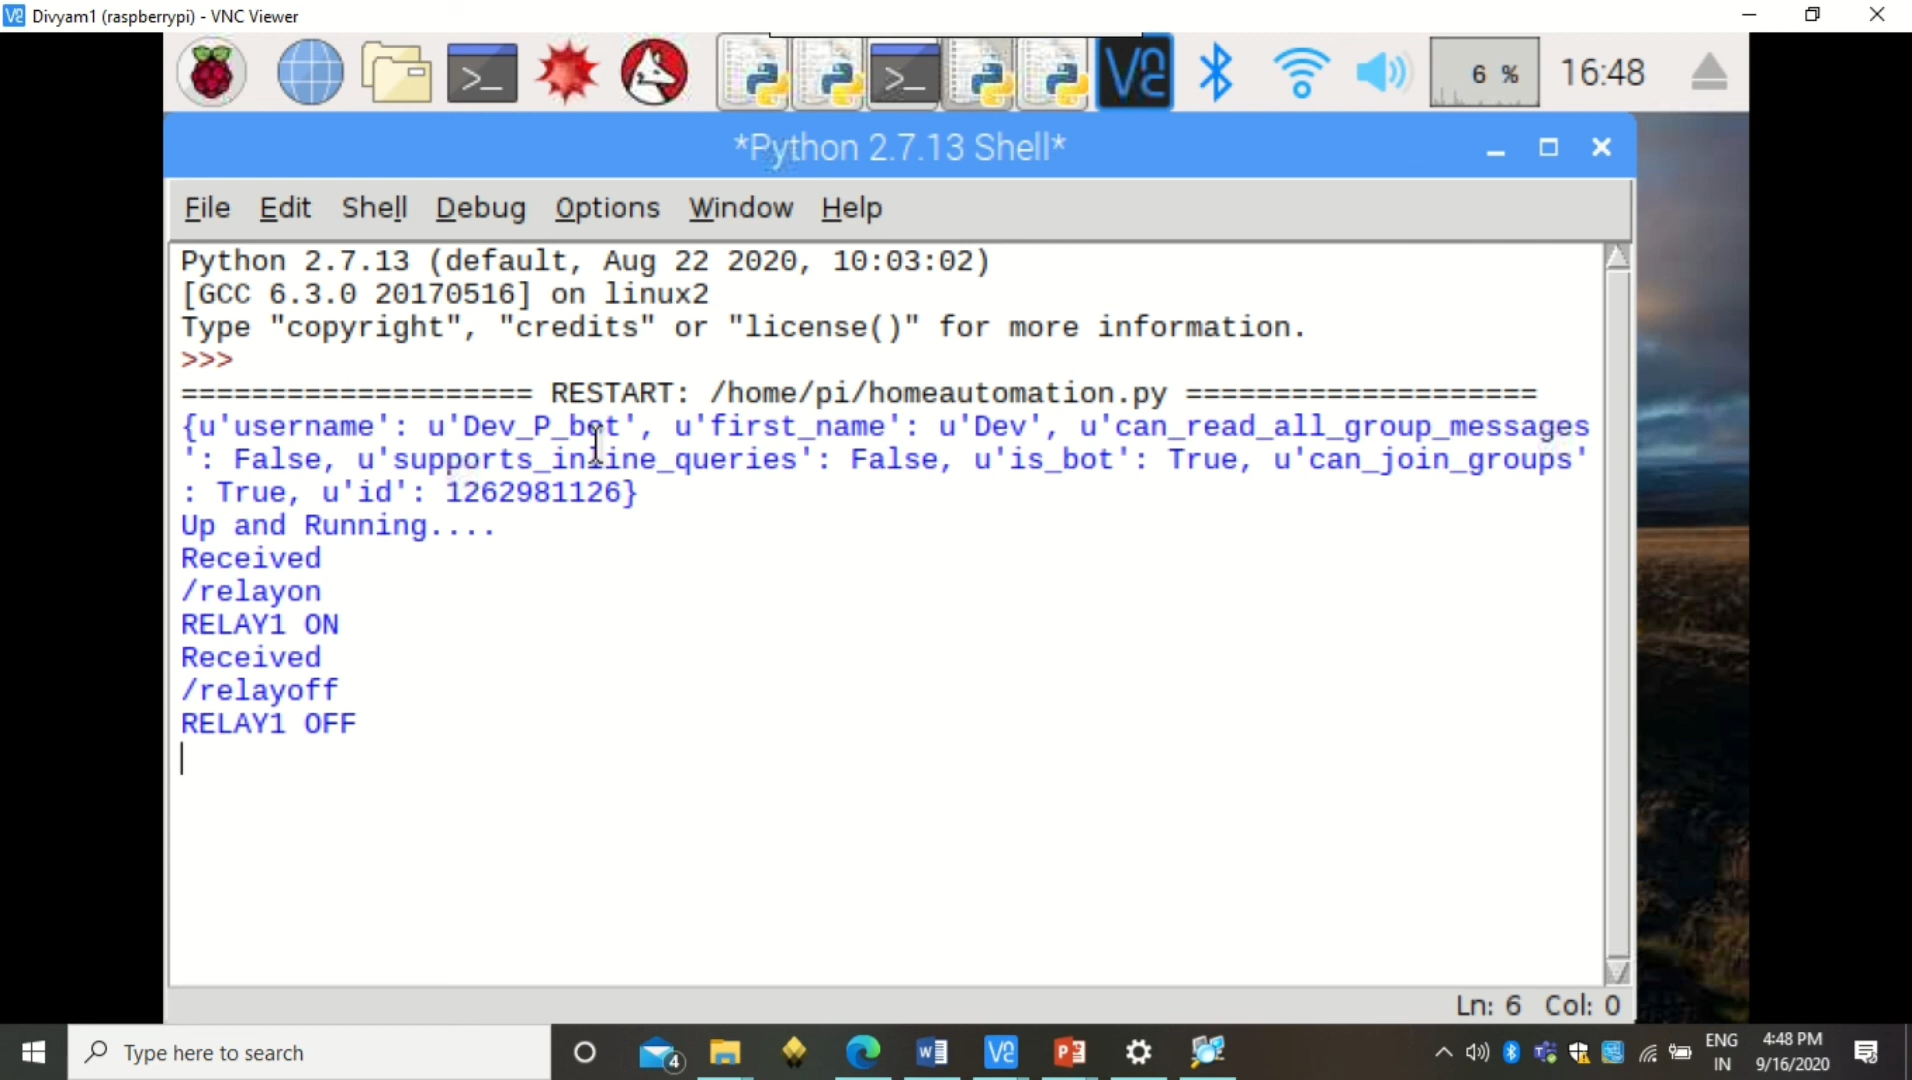 Divyam1 (raspberrypi) - VNC Viewer
6 %
16:48
*Python 2.7.13 Shell*
File Edit Shell Debug Options Window Help
Python 2.7.13 (default, Aug 22 2020, 10:03:02)
[GCC 6.3.0 20170516] on linux2
Type "copyright", "credits" or "license()" for more information.
>>>
==================== RESTART: /home/pi/homeautomation.py ====================
{u'username': u'Dev_P_bot', u'first_name': u'Dev', u'can_read_all_group_messages
': False, u'supports_inline_queries': False, u'is_bot': True, u'can_join_groups'
: True, u'id': 1262981126}
Up and Running....
Received
/relayon
RELAY1 ON
Received
/relayoff
RELAY1 OFF
Ln: 6 Col: 0
Type here to search
4
ENG
IN
4:48 PM
9/16/2020